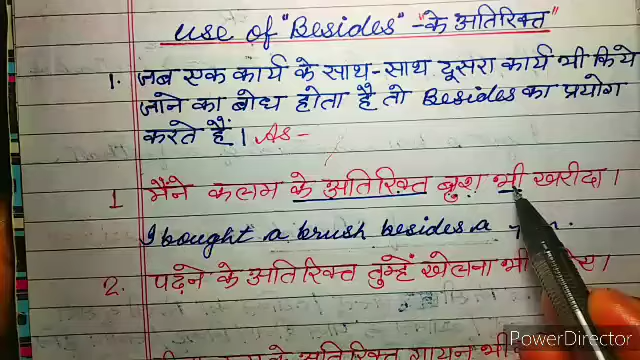 use of "Besides" - "के अतिरिक्त"
1. जब एक कार्य के साथ-साथ दूसरा कार्य भी किये
जाने का बोध होता है तो Besides का प्रयोग
करते हैं। As -
1 मैंने कलम के अतिरिक्त ब्रुश भी खरीदा।
I bought a brush besides a
2. पढ़ने के अतिरिक्त तुम्हें खेलना भी
के अतिरिक्त गायन भी
PowerDirector